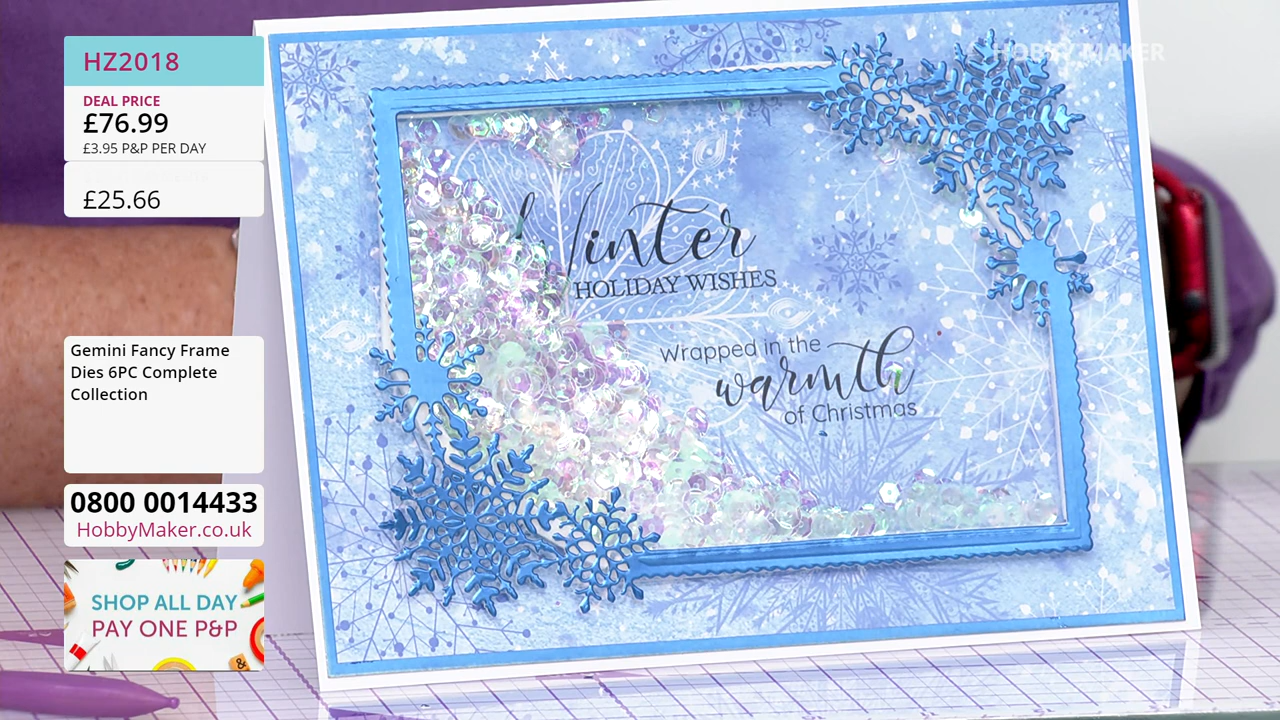 HZ2018
DEAL PRICE
£76.99
£3.95 P&P PER DAY
£25.66
Gemini Fancy Frame
Dies 6PC Complete
Collection
0800 0014433
HobbyMaker.co.uk
SHOP ALL DAY
PAY ONE P&P
&
HOBBY MAKER
Winter
HOLIDAY WISHES
Wrapped in the
warmth
of Christmas